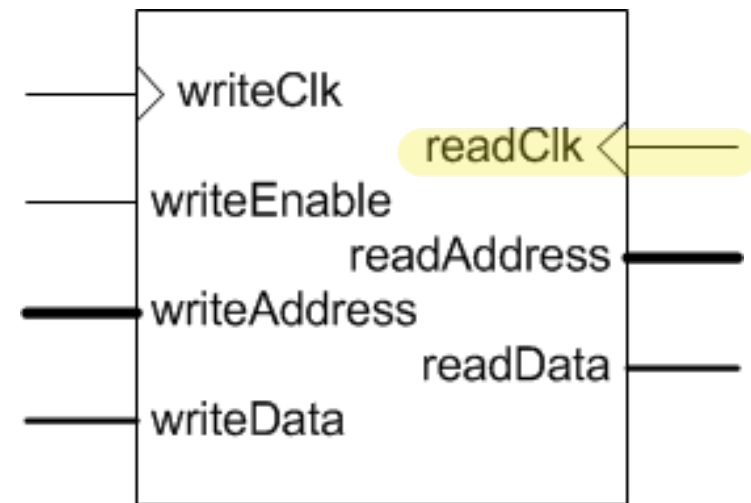 writeClk
readClk
writeEnable
readAddress
writeAddress
readData
writeData